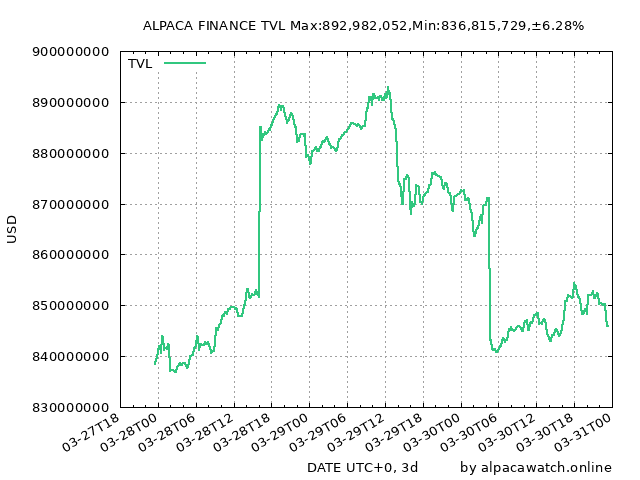 ALPACA FINANCE TVL Max:892,982,052,Min:836,815,729,±6.28%
TVL
900000000
890000000
880000000
870000000
860000000
850000000
840000000
830000000
USD
03-27T18
03-28T00
03-28T06
03-28T12
03-28T18
03-29T00
03-29T06
03-29T12
03-29T18
03-30T00
03-30T06
03-30T12
03-30T18
03-31T00
DATE UTC+0, 3d
by alpacawatch.online